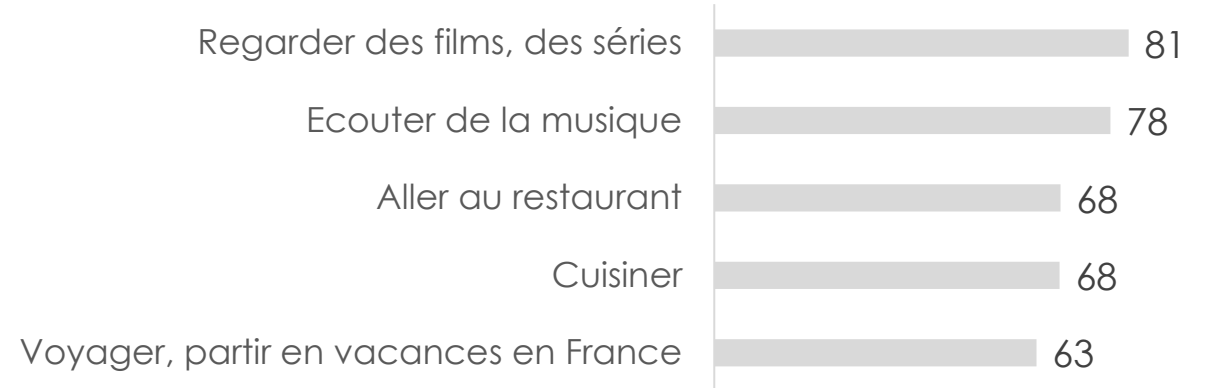 Regarder des films, des séries 81
Ecouter de la musique 78
Aller au restaurant 68
Cuisiner 68
Voyager, partir en vacances en France 63